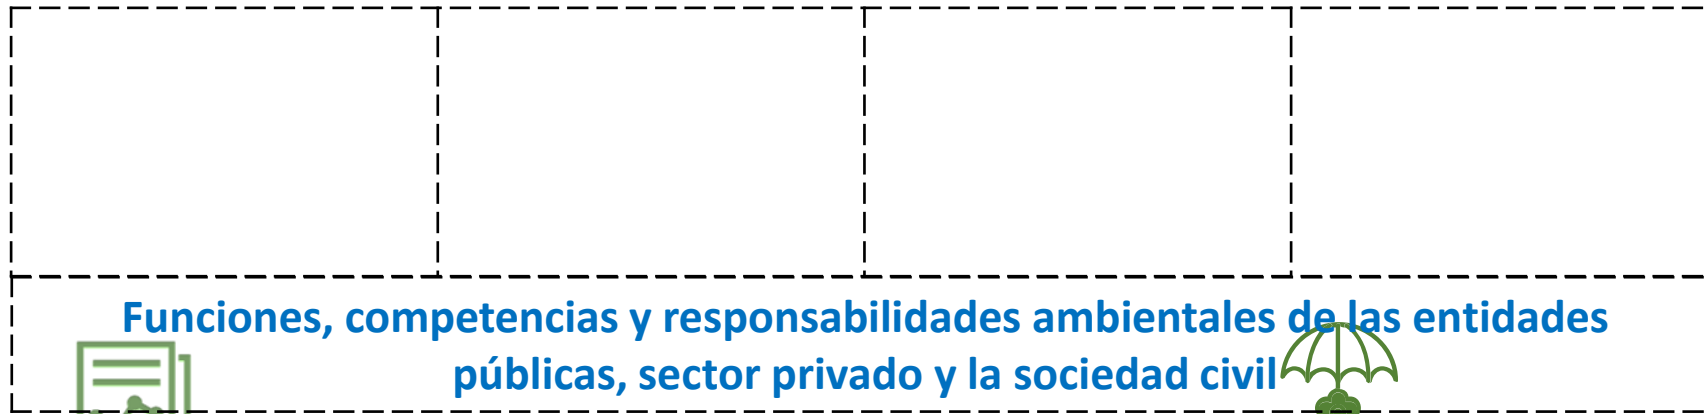 Funciones, competencias y responsabilidades ambientales de las entidades
públicas, sector privado y la sociedad civil